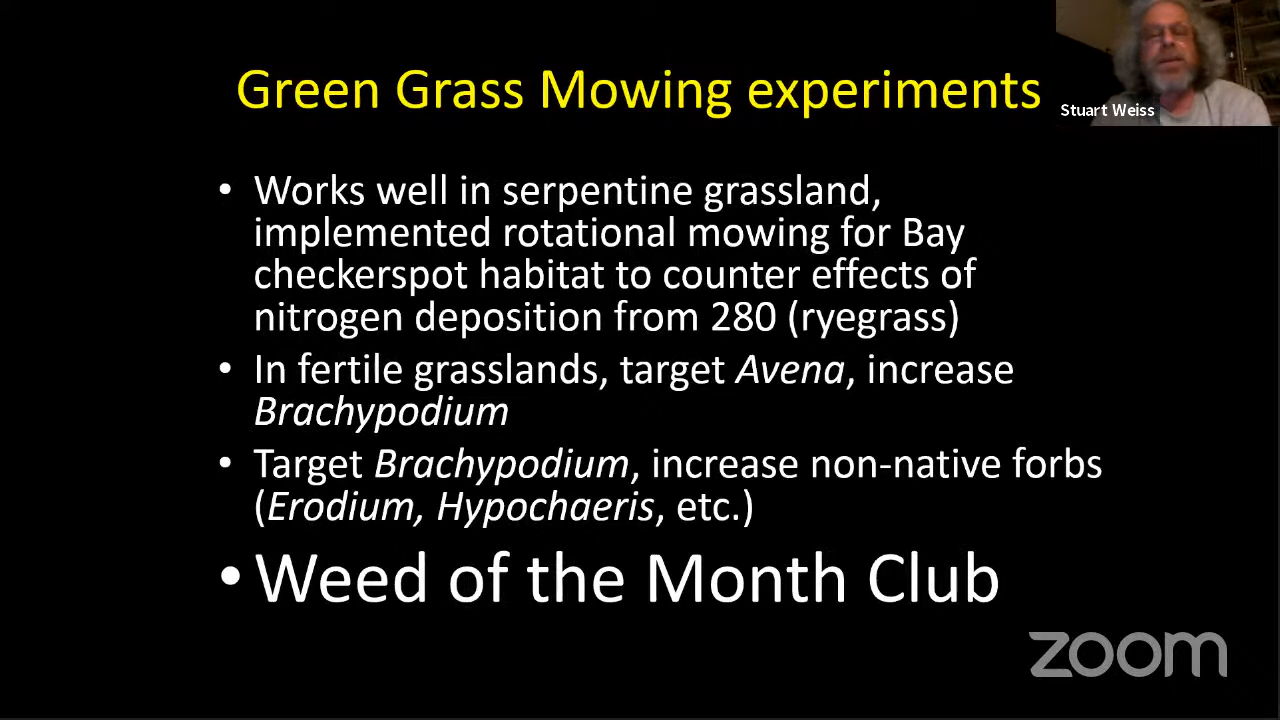 Green Grass Mowing experiments
Stuart Weiss
• Works well in serpentine grassland,
implemented rotational mowing for Bay
checkerspot habitat to counter effects of
nitrogen deposition from 280 (ryegrass)
• In fertile grasslands, target Avena, increase
Brachypodium
• Target Brachypodium, increase non-native forbs
(Erodium, Hypochaeris, etc.)
• Weed of the Month Club
zoom